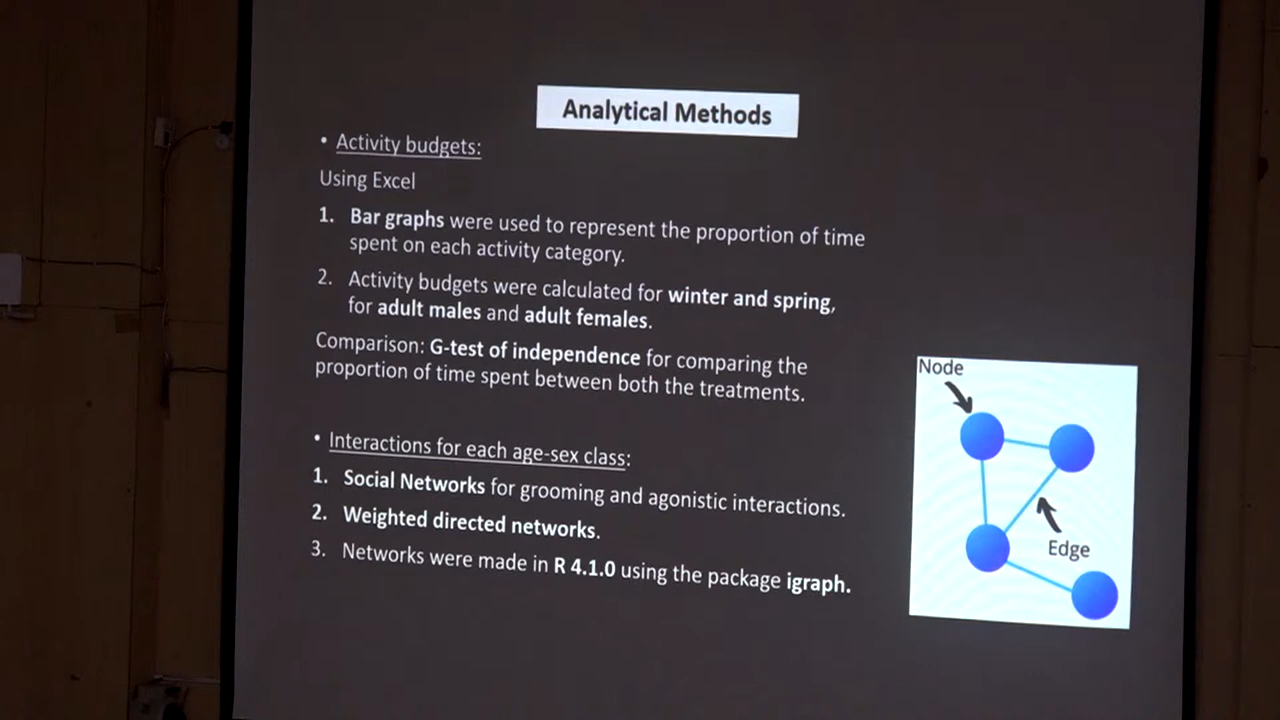 Analytical Methods
• Activity budgets:
Using Excel
1. Bar graphs were used to represent the proportion of time
spent on each activity category.
2. Activity budgets were calculated for winter and spring,
for adult males and adult females.
Comparison: G-test of independence for comparing the
proportion of time spent between both the treatments.
• Interactions for each age-sex class:
1. Social Networks for grooming and agonistic interactions.
2. Weighted directed networks.
3. Networks were made in R 4.1.0 using the package igraph.
Node
Edge